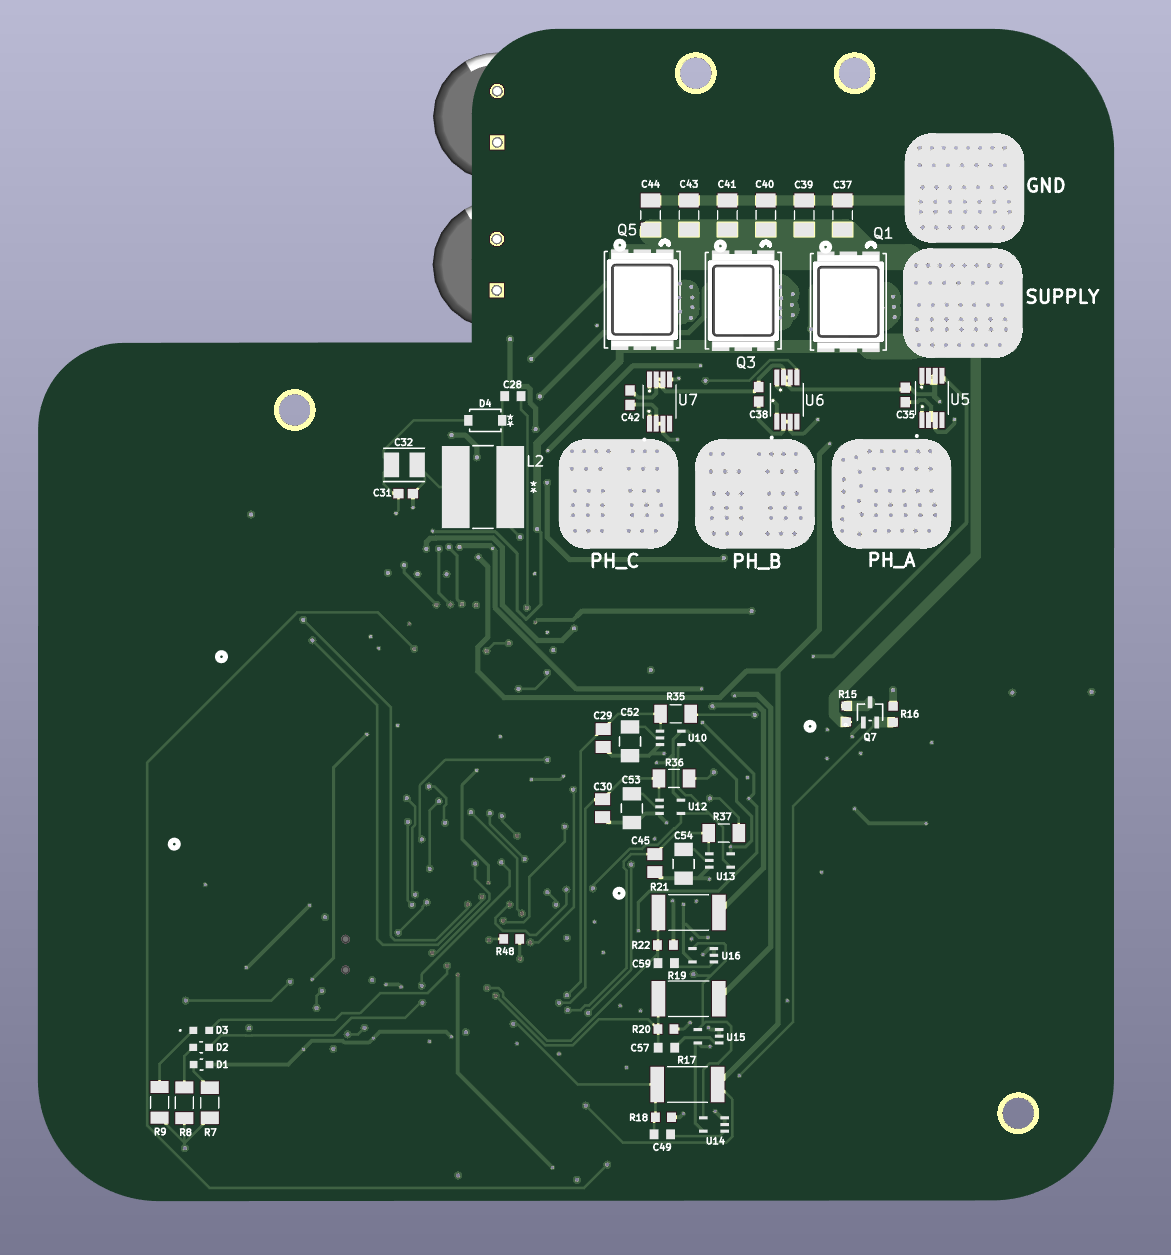 C44 C43 C41 C40 C39 C37
GND
Q5
Q1
SUPPLY
Q3
C28
D4
C42
U7
C38
U6
C35
U5
C32
L2
**
C31
**
PH_C
PH_B
PH_A
R35
R15
R16
Q7
C29
C52
U10
R36
C30
C53
U12
R37
C45
C54
U13
R21
R48
R22
U16
C59
R19
D3
R20
U15
D2
C57
R17
D1
R9
R8
R7
R18
U14
C49